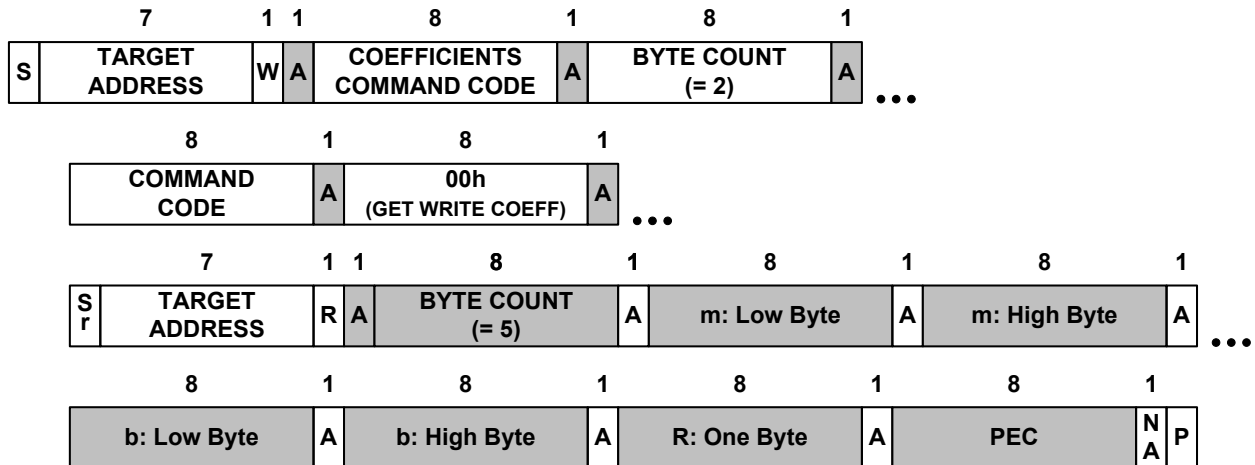 7 1 1 8 1 8 1
S TARGET ADDRESS W A COEFFICIENTS COMMAND CODE A BYTE COUNT (= 2) A ...
8 1 8 1
COMMAND CODE A 00h (GET WRITE COEFF) A ...
7 1 1 8 1 8 1 8 1
Sr TARGET ADDRESS R A BYTE COUNT (= 5) A m: Low Byte A m: High Byte A ...
8 1 8 1 8 1 8 1
b: Low Byte A b: High Byte A R: One Byte A PEC NA P